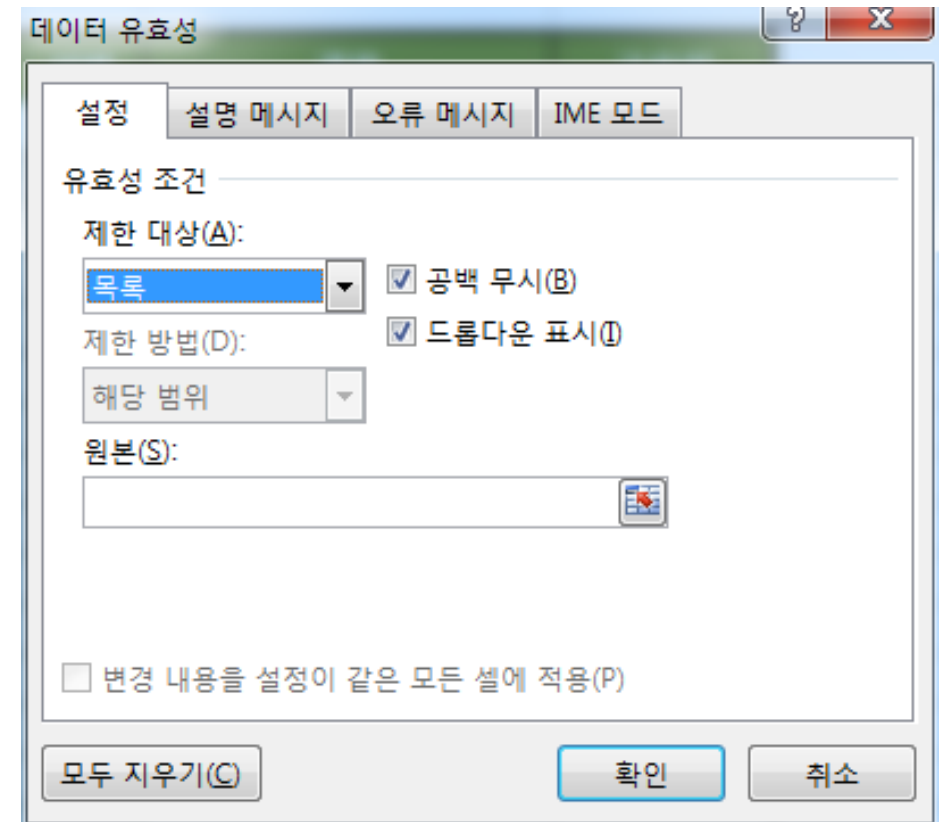 데이터 유효성
설정 설명 메시지 오류 메시지 IME 모드
유효성 조건
제한 대상(A):
목록 공백 무시(B)
제한 방법(D): 드롭다운 표시(I)
해당 범위
원본(S):
변경 내용을 설정이 같은 모든 셀에 적용(P)
모두 지우기(C) 확인 취소